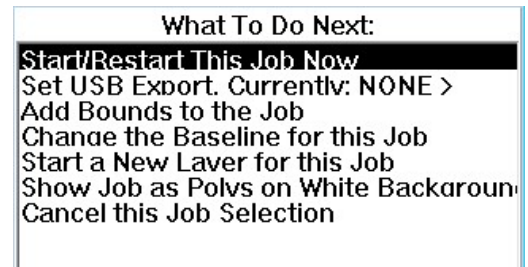 What To Do Next:
Start/Restart This Job Now
Set USB Export. Currently: NONE >
Add Bounds to the Job
Change the Baseline for this Job
Start a New Layer for this Job
Show Job as Polys on White Backgroun
Cancel this Job Selection